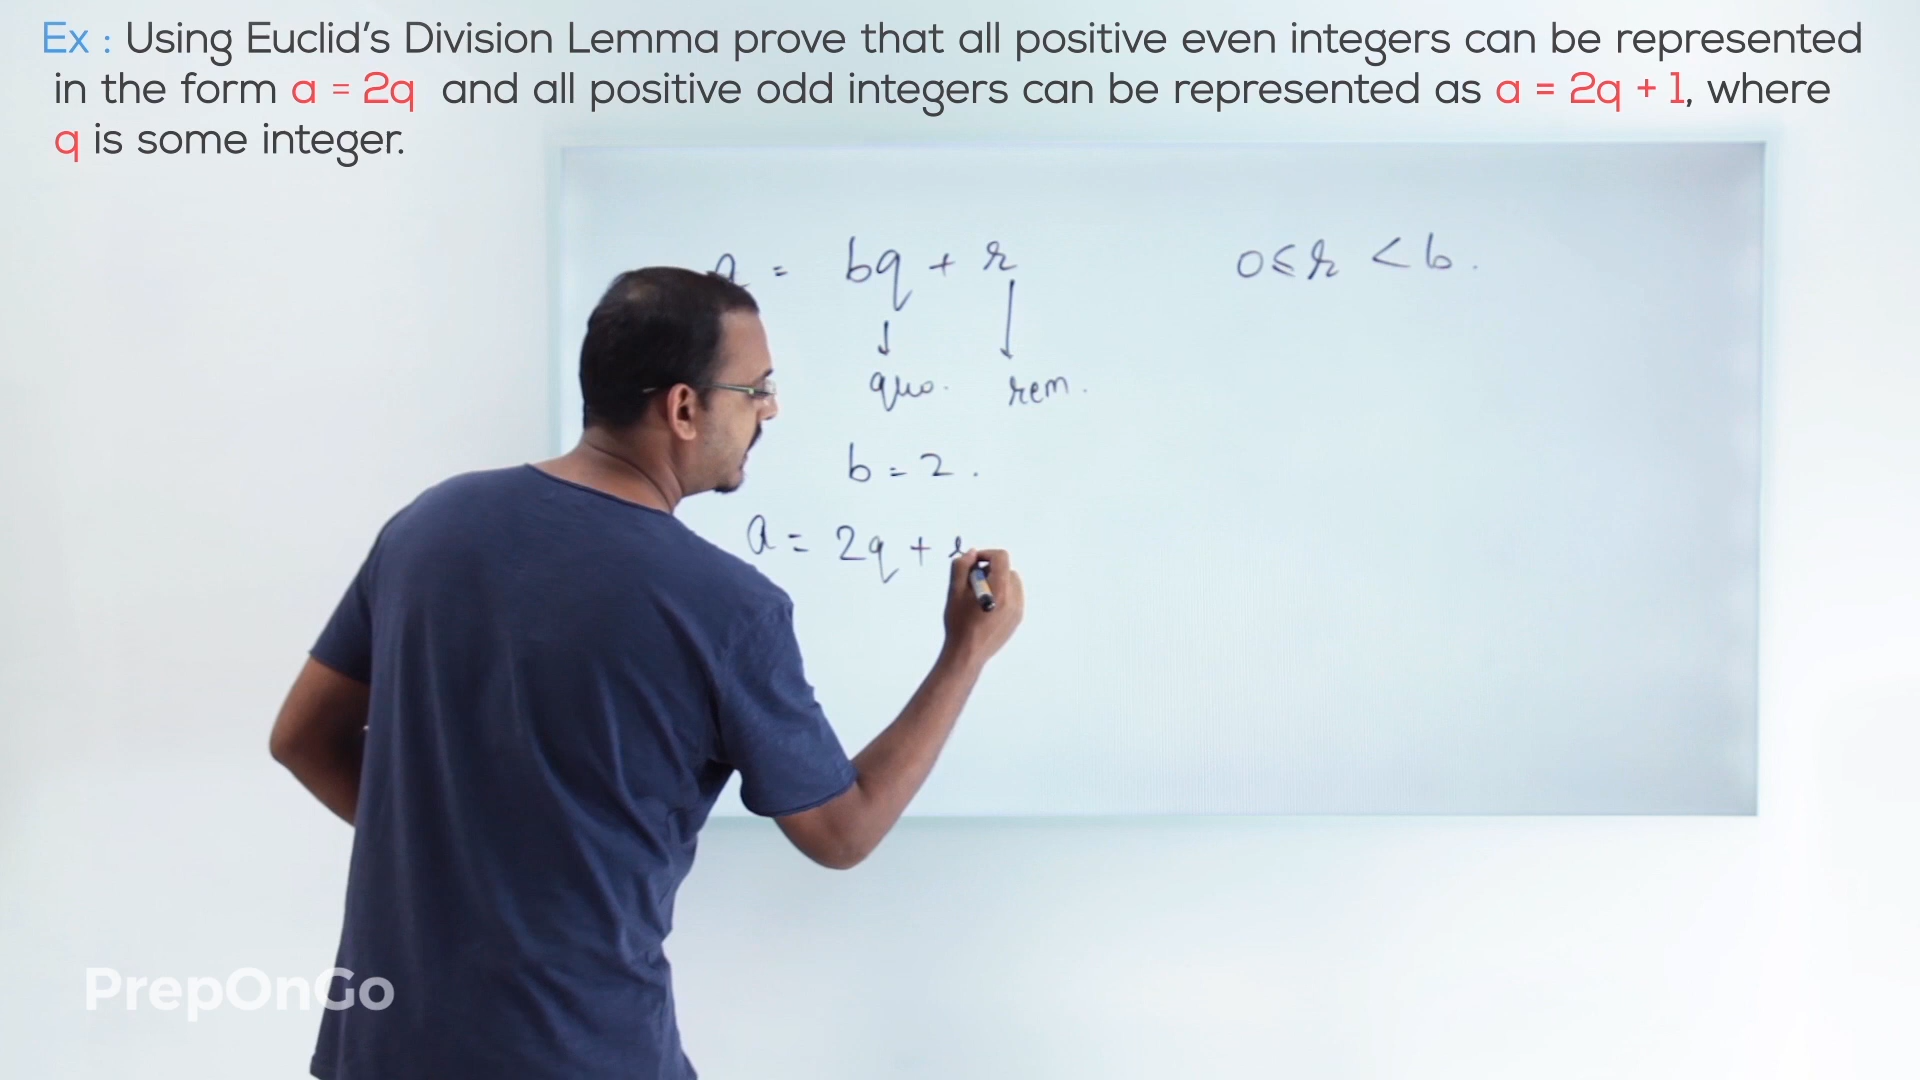 Ex : Using Euclid’s Division Lemma prove that all positive even integers can be represented
in the form a = 2q and all positive odd integers can be represented as a = 2q + 1, where
q is some integer.
a = bq + r 0 ≤ r < b.
quo. rem.
b = 2.
a = 2q + r
PrepOnGo